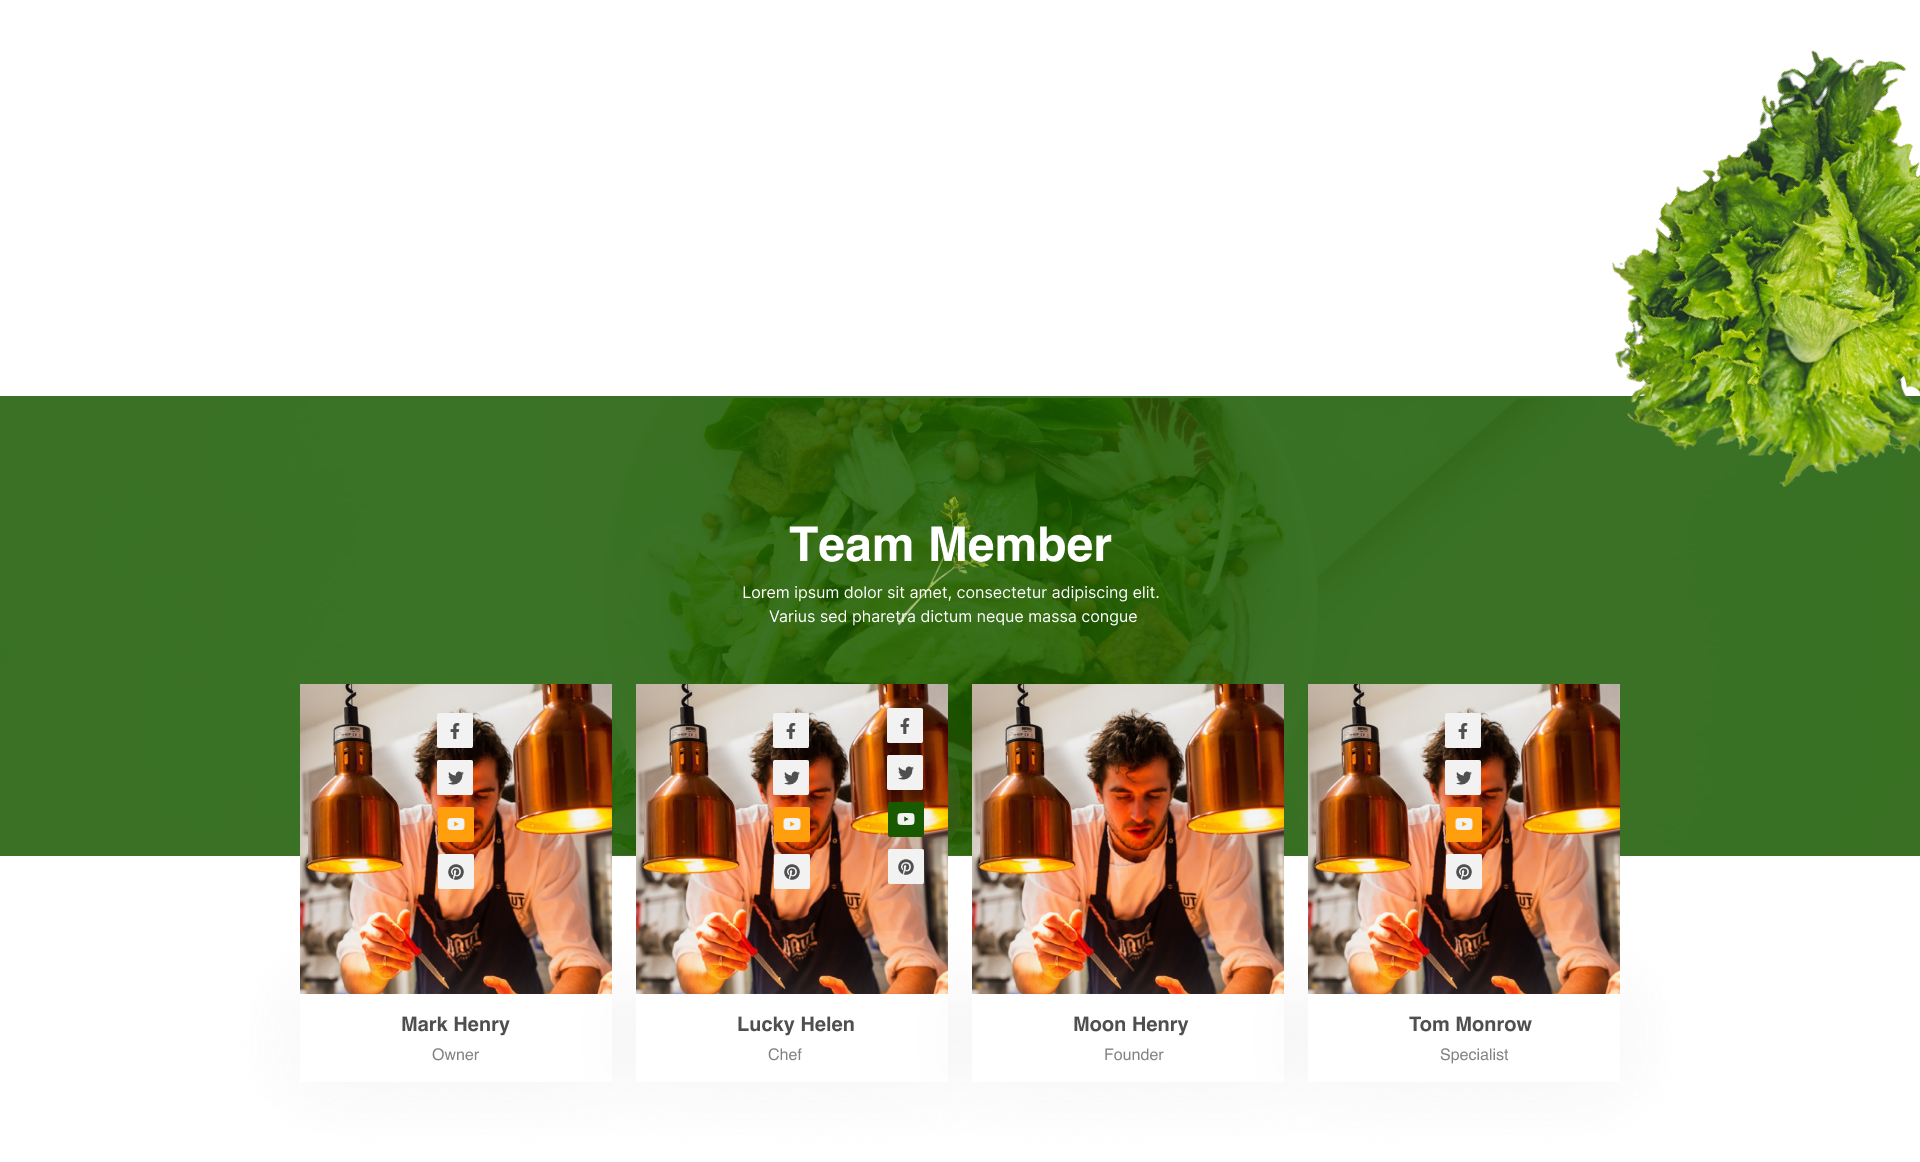 Team Member
Lorem ipsum dolor sit amet, consectetur adipiscing elit.
Varius sed pharetra dictum neque massa congue
Mark Henry
Owner
Lucky Helen
Chef
Moon Henry
Founder
Tom Monrow
Specialist